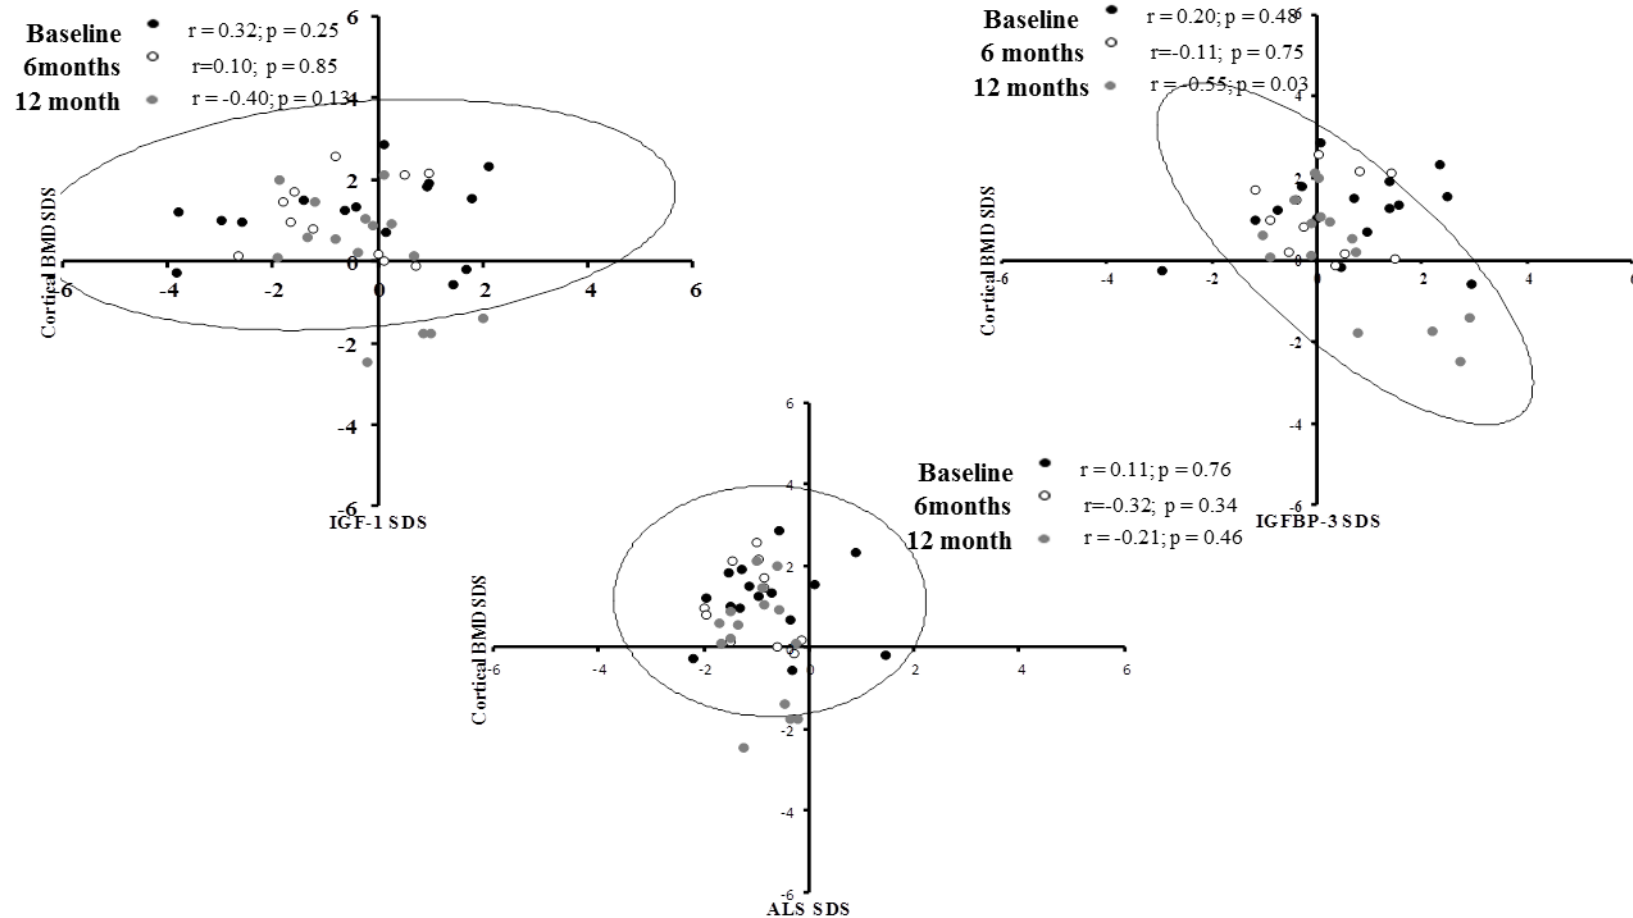 Baseline r = 0.32; p = 0.25
6months r=0.10; p = 0.85
12 month r = -0.40; p = 0.13
6
4
2
0
-2
-4
-6
6 -4 -2 0 2 4 6
Cortical BMD SDS
IGF-1 SDS
Baseline r = 0.20; p = 0.48
6 months r=-0.11; p = 0.75
12 months r = -0.55; p = 0.03
6
4
2
0
-2
-4
-6
-6 -4 -2 0 2 4 6
Cortical BMD SDS
IGFBP-3 SDS
Baseline r = 0.11; p = 0.76
6months r=-0.32; p = 0.34
12 month r = -0.21; p = 0.46
6
4
2
0
-2
-4
-6
-6 -4 -2 0 2 4 6
Cortical BMD SDS
ALS SDS